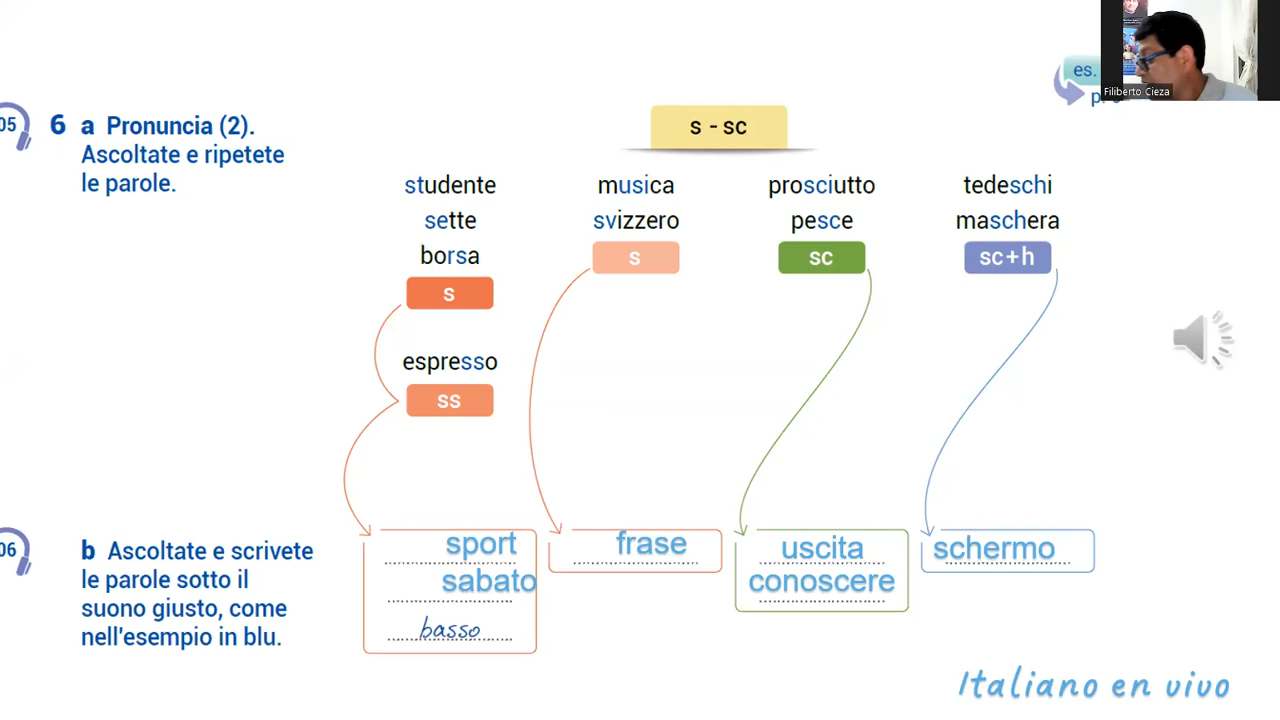 es.
Filiberto Cieza
05
6 a Pronuncia (2).
Ascoltate e ripetete
le parole.
s - sc
studente
sette
borsa
s
espresso
ss
musica
svizzero
s
prosciutto
pesce
sc
tedeschi
maschera
sc+h
06
b Ascoltate e scrivete
le parole sotto il
suono giusto, come
nell'esempio in blu.
sport
sabato
basso
frase
uscita
conoscere
schermo
Italiano en vivo